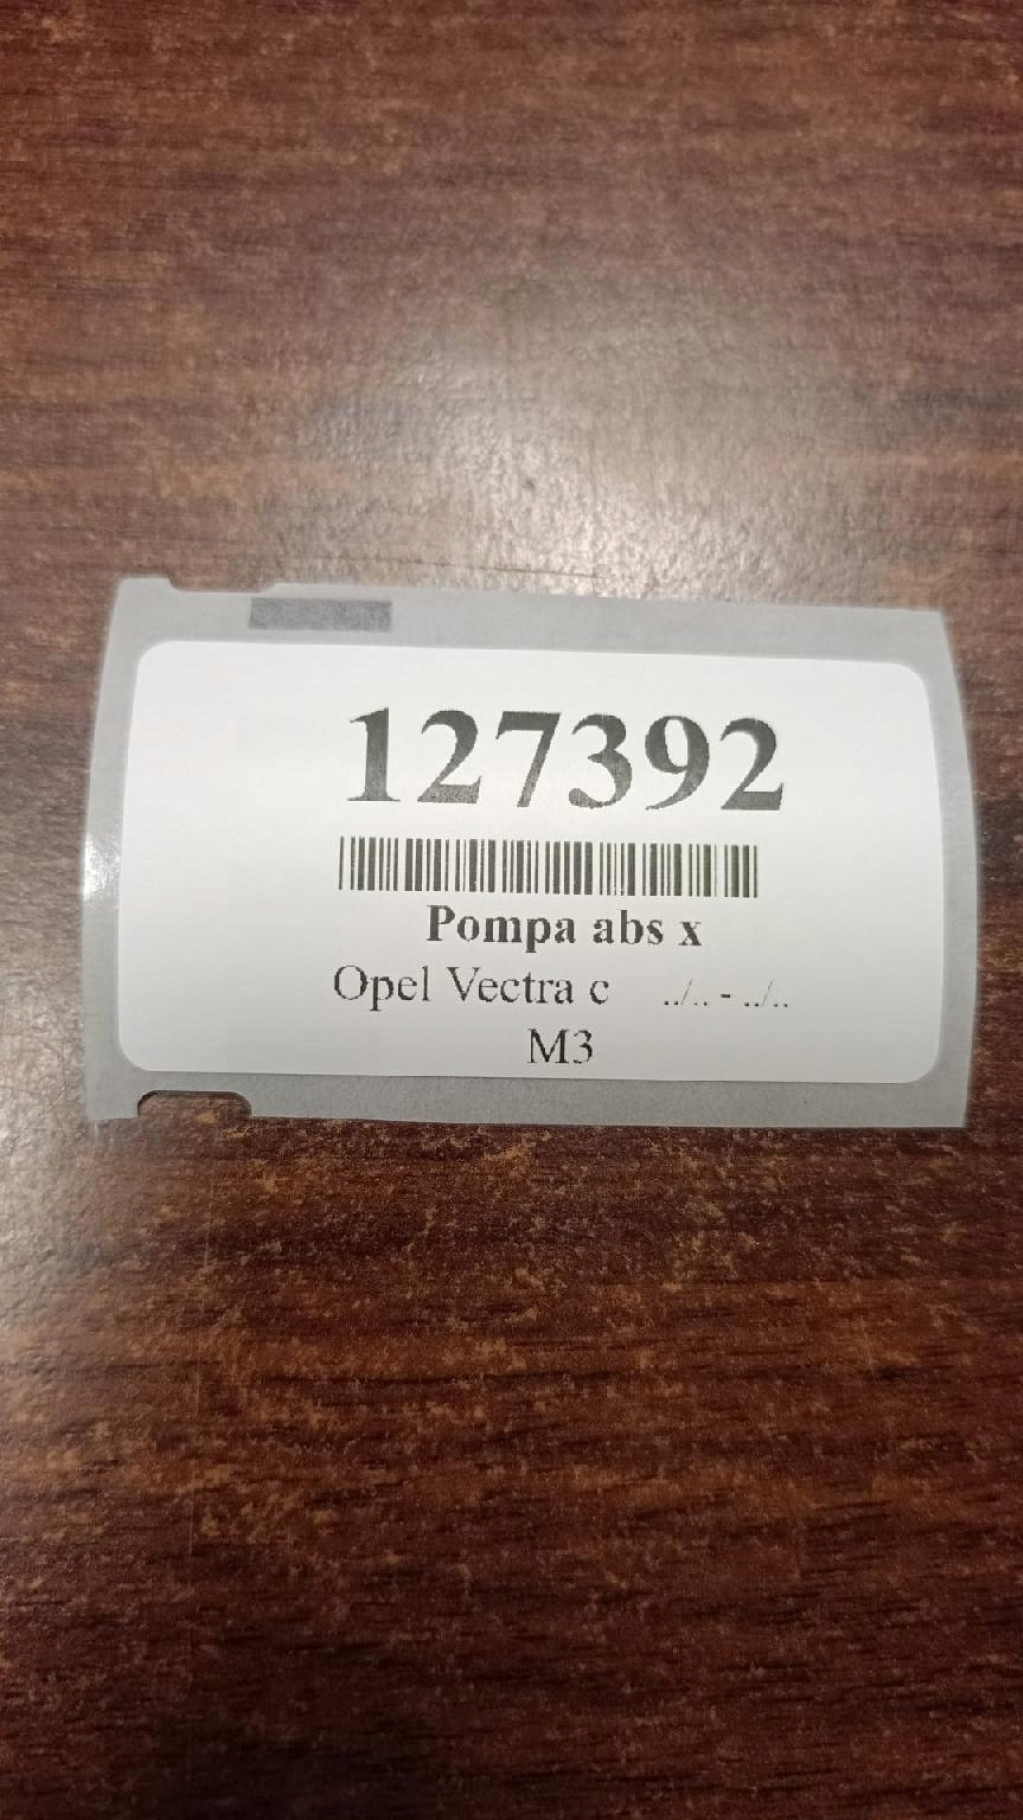 127392
Pompa abs x
Opel Vectra c ../.. - ../..
M3